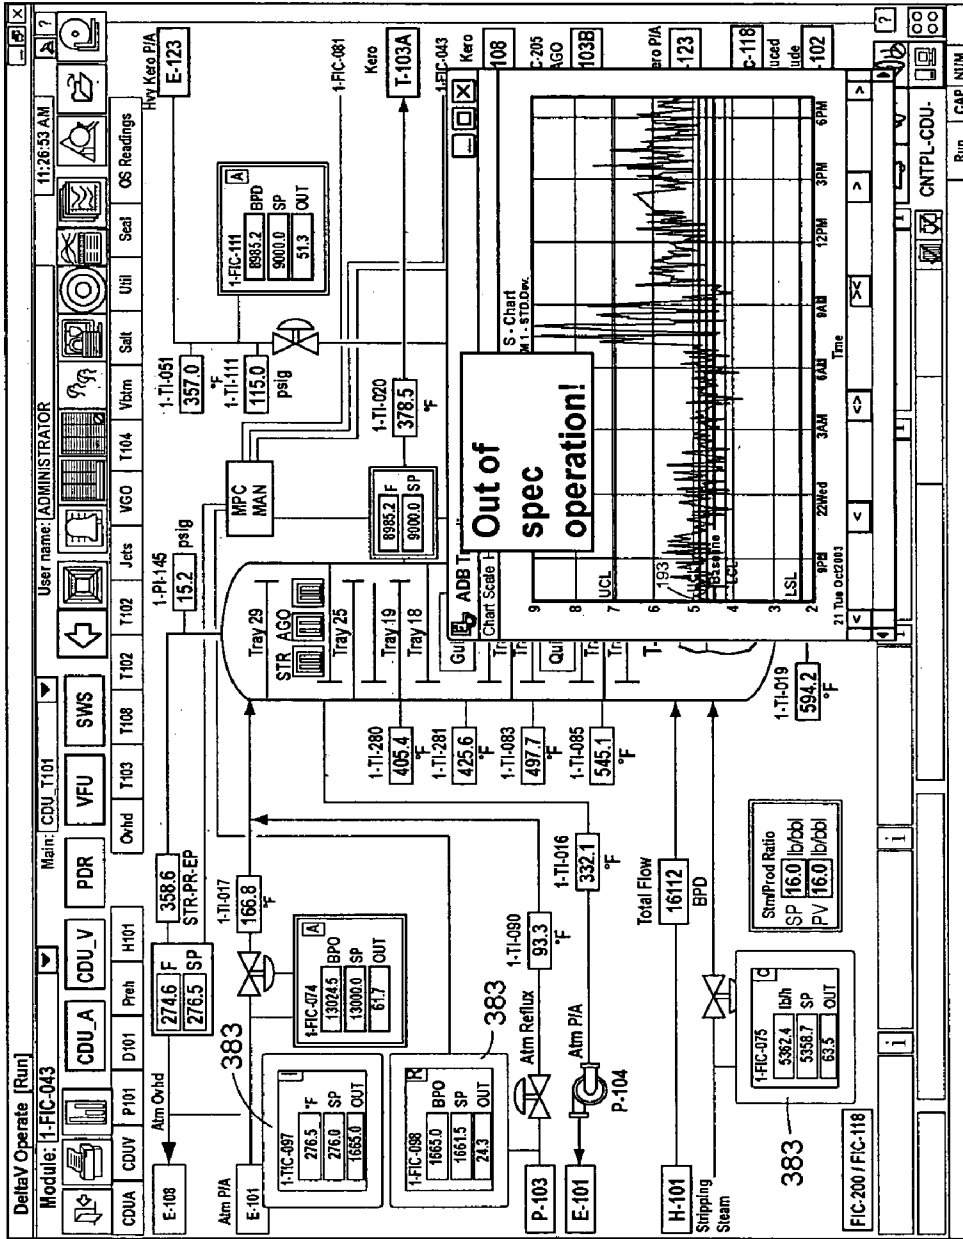 DeltaV Operate [Run]
Module: 1-FIC-043
Main: CDU_T101
User name: ADMINISTRATOR
11:26:53 AM
?
CDU_A
CDU_V
PDR
VFU
SWS
CDUA
CDUV
P101
D101
Preh
H101
Ovhd
T103
T108
T102
T102
Jets
VGO
T104
Vbtm
Salt
Util
Seal
OS Readings
E-108
Atm Ovhd
274.6 F
276.5 SP
358.6
STR-PR-EP
1-PI-145
15.2 psig
MPC
MAN
1-TI-051
357.0
°F
1-TI-111
115.0
psig
A
1-FIC-111
8985.2 BPD
9000.0 SP
51.3 OUT
Hvy Kero P/A
E-123
1-FIC-081
Atm P/A
E-101
1-TI-017
166.8
°F
383
1-TIC-097
I
276.5 °F
276.0 SP
1665.0 OUT
1-FIC-074
A
13024.5 BPO
13000.0 SP
61.7 OUT
Tray 29
STR AGO
Tray 25
Tray 19
Tray 18
8985.2 F
9000.0 SP
1-TI-020
378.5
°F
Kero
T-103A
1-FIC-043
1-FIC-098
R
1665.0 BPO
1661.5 SP
24.3 OUT
383
P-103
Atm Reflux
1-TI-090
93.3
°F
E-101
Atm P/A
P-104
1-TI-016
332.1
°F
1-TI-280
405.4
°F
1-TI-281
425.6
°F
1-TI-083
497.7
°F
1-TI-085
545.1
°F
Gui
Qui
Kero
108
C-205
AGO
103B
ero P/A
-123
C-118
uced
ude
-102
H-101
Stripping
Steam
Total Flow
16112
BPD
1-FIC-075
C
5362.4 lb/h
5358.7 SP
63.5 OUT
383
Stm/Prod Ratio
SP 16.0 lb/bbl
PV 16.0 lb/bbl
1-TI-019
594.2
°F
FIC-200 / FIC-118
ADB T
Chart Scale
Out of
spec
operation!
S - Chart
M 1 - STD.Dev.
9
8
7
6
5
4
3
2
UCL
193
Baseline
LCL
LSL
9PM
22Wed
3AM
6AM
9AM
12PM
3PM
6PM
21 Tue Oct2003
Time
<
<
<>
><
>
>
i
i
?
CNTPL-CDU-
Run
CAP
NUM